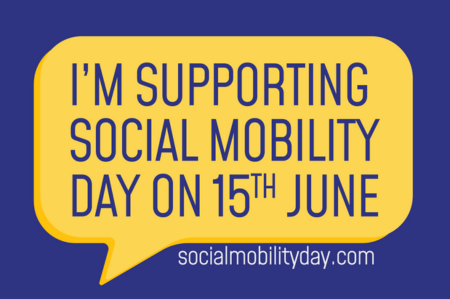 I'M SUPPORTING
SOCIAL MOBILITY
DAY ON 15TH JUNE
socialmobilityday.com